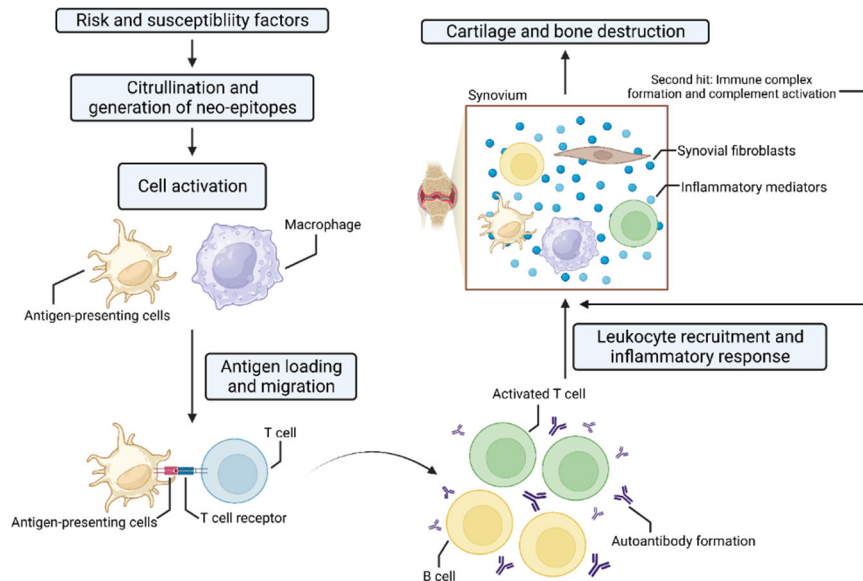 Risk and susceptibliity factors
Citrullination and
generation of neo-epitopes
Cell activation
Macrophage
Antigen-presenting cells
Antigen loading
and migration
T cell
Antigen-presenting cells
T cell receptor
Cartilage and bone destruction
Second hit: Immune complex
formation and complement activation
Synovium
Synovial fibroblasts
Inflammatory mediators
Leukocyte recruitment and
inflammatory response
Activated T cell
Autoantibody formation
B cell